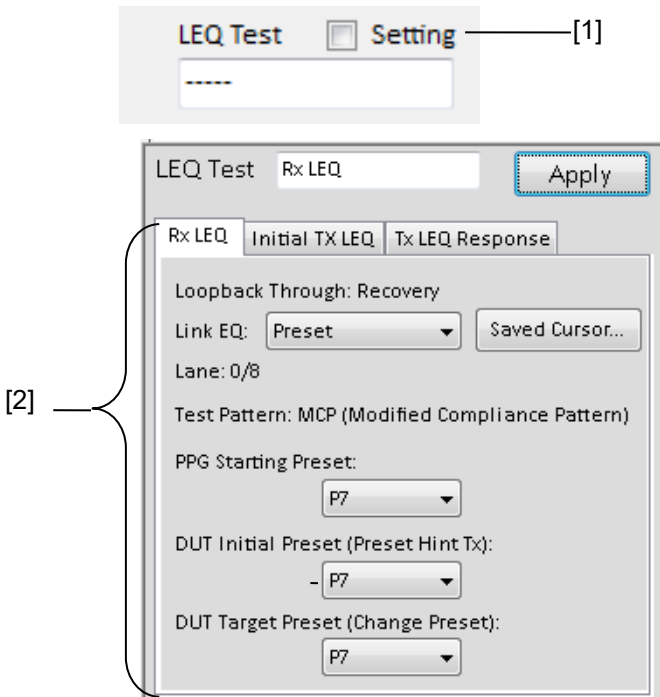 LEQ Test Setting [1]
-----
LEQ Test Rx LEQ Apply
Rx LEQ Initial TX LEQ Tx LEQ Response
Loopback Through: Recovery
Link EQ: Preset Saved Cursor...
Lane: 0/8
[2]
Test Pattern: MCP (Modified Compliance Pattern)
PPG Starting Preset:
P7
DUT Initial Preset (Preset Hint Tx):
- P7
DUT Target Preset (Change Preset):
P7